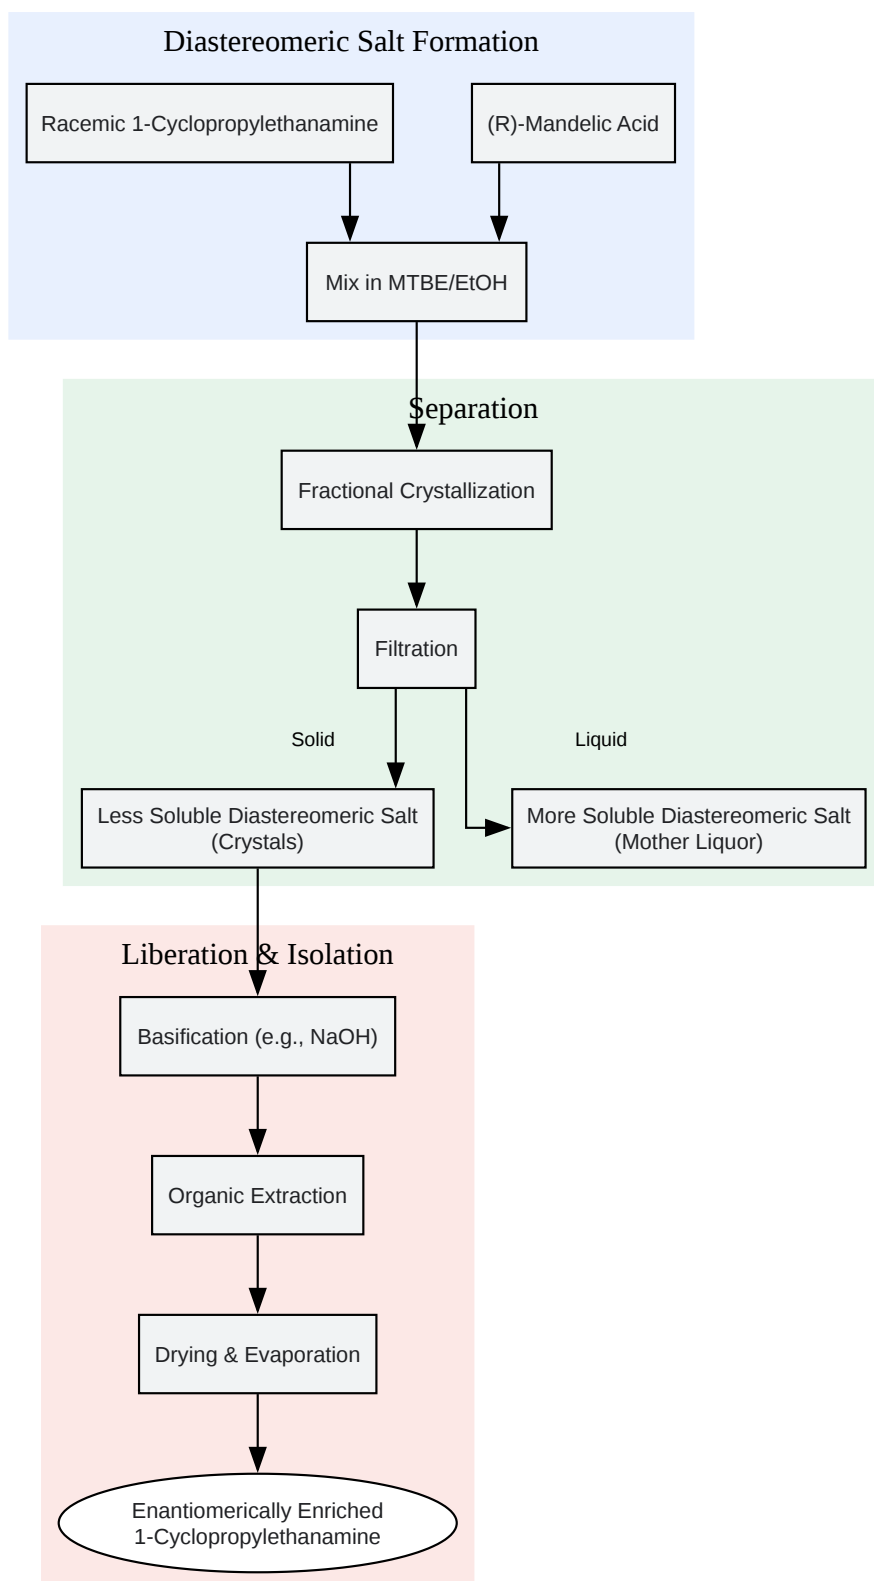 Diastereomeric Salt Formation
Racemic 1-Cyclopropylethanamine
(R)-Mandelic Acid
Mix in MTBE/EtOH
Separation
Fractional Crystallization
Filtration
Solid
Liquid
Less Soluble Diastereomeric Salt
(Crystals)
More Soluble Diastereomeric Salt
(Mother Liquor)
Liberation & Isolation
Basification (e.g., NaOH)
Organic Extraction
Drying & Evaporation
Enantiomerically Enriched
1-Cyclopropylethanamine